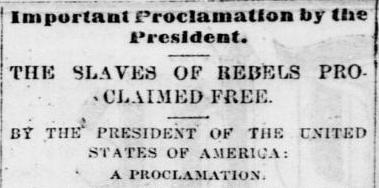 Important Proclamation by the
President.
THE SLAVES OF REBELS PRO-
CLAIMED FREE.
BY THE PRESIDENT OF THE UNITED
STATES OF AMERICA:
A PROCLAMATION.